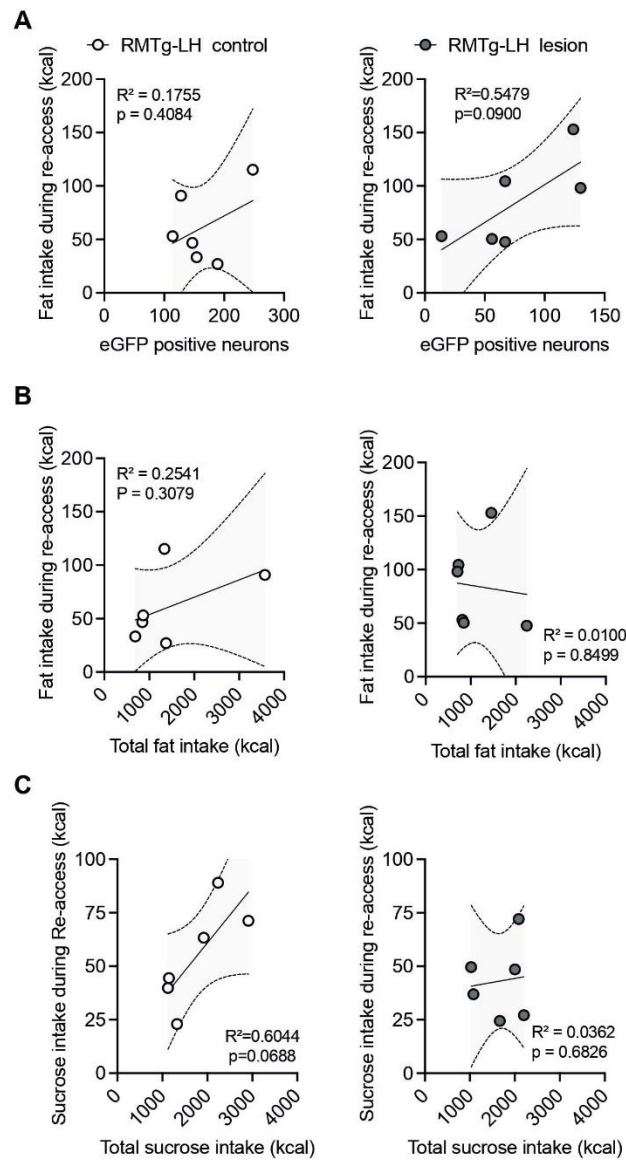 A
RMTg-LH control
RMTg-LH lesion
Fat intake during re-access (kcal)
200
150
100
50
0
R² = 0.1755
p = 0.4084
0
100
200
300
eGFP positive neurons
Fat intake during re-access (kcal)
200
150
100
50
0
R²=0.5479
p=0.0900
0
50
100
150
eGFP positive neurons
B
Fat intake during re-access (kcal)
200
150
100
50
0
R² = 0.2541
P = 0.3079
0
1000
2000
3000
4000
Total fat intake (kcal)
Fat intake during re-access (kcal)
200
150
100
50
0
R² = 0.0100
p = 0.8499
0
1000
2000
3000
4000
Total fat intake (kcal)
C
Sucrose intake during Re-access (kcal)
100
75
50
25
0
R²=0.6044
p=0.0688
0
1000
2000
3000
4000
Total sucrose intake (kcal)
Sucrose intake during re-access (kcal)
100
75
50
25
0
R² = 0.0362
p = 0.6826
0
1000
2000
3000
4000
Total sucrose intake (kcal)